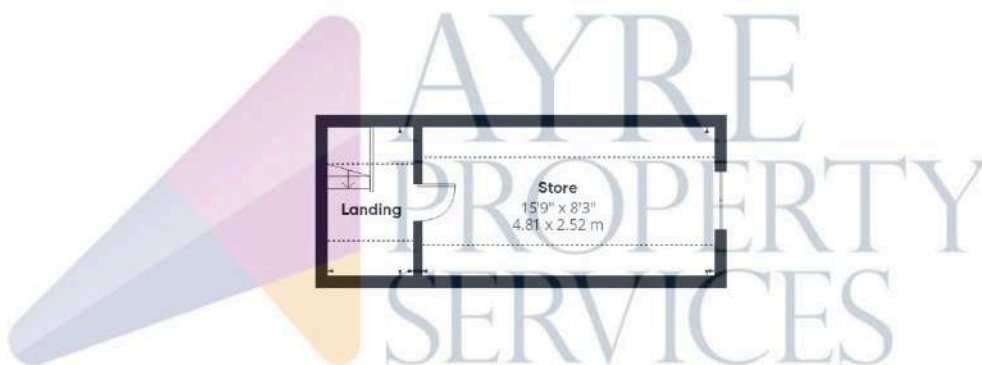 AYRE
PROPERTY
SERVICES
Landing
Store
15'9" x 8'3"
4.81 x 2.52 m